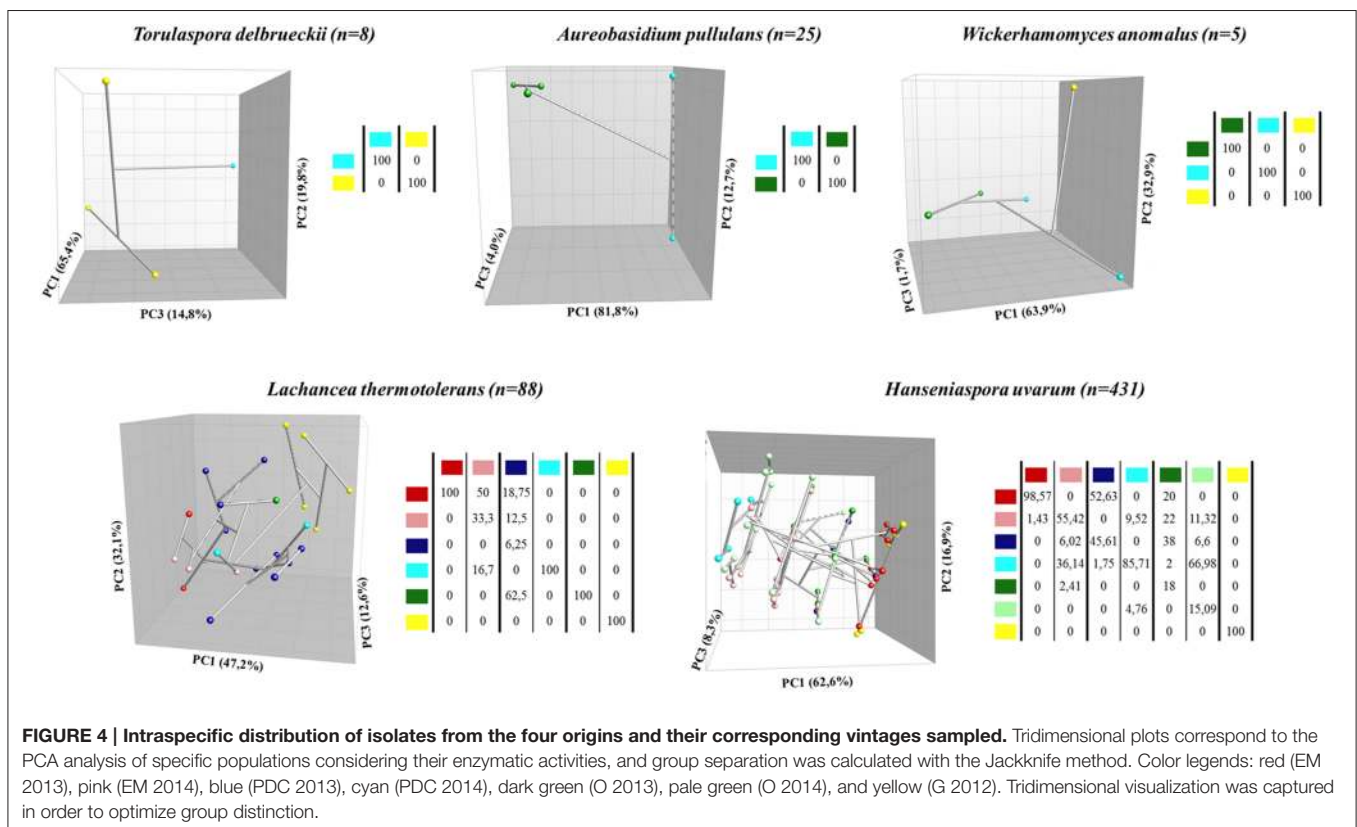 Torulaspora delbrueckii (n=8)
PC1 (65,4%)
PC3 (14,8%)
PC2 (19,8%)
100 0
0 100
Aureobasidium pullulans (n=25)
PC3 (4,0%)
PC1 (81,8%)
PC2 (12,7%)
100 0
0 100
Wickerhamomyces anomalus (n=5)
PC3 (1,7%)
PC1 (63,9%)
PC2 (32,9%)
100 0 0
0 100 0
0 0 100
Lachancea thermotolerans (n=88)
PC2 (32,1%)
PC1 (47,2%)
PC3 (12,6%)
100 50 18,75 0 0 0
0 33,3 12,5 0 0 0
0 0 6,25 0 0 0
0 16,7 0 100 0 0
0 0 62,5 0 100 0
0 0 0 0 0 100
Hanseniaspora uvarum (n=431)
PC3 (8,3%)
PC1 (62,6%)
PC2 (16,9%)
98,57 0 52,63 0 20 0 0
1,43 55,42 0 9,52 22 11,32 0
0 6,02 45,61 0 38 6,6 0
0 36,14 1,75 85,71 2 66,98 0
0 2,41 0 0 18 0 0
0 0 0 4,76 0 15,09 0
0 0 0 0 0 0 100
FIGURE 4 | Intraspecific distribution of isolates from the four origins and their corresponding vintages sampled. Tridimensional plots correspond to the
PCA analysis of specific populations considering their enzymatic activities, and group separation was calculated with the Jackknife method. Color legends: red (EM
2013), pink (EM 2014), blue (PDC 2013), cyan (PDC 2014), dark green (O 2013), pale green (O 2014), and yellow (G 2012). Tridimensional visualization was captured
in order to optimize group distinction.